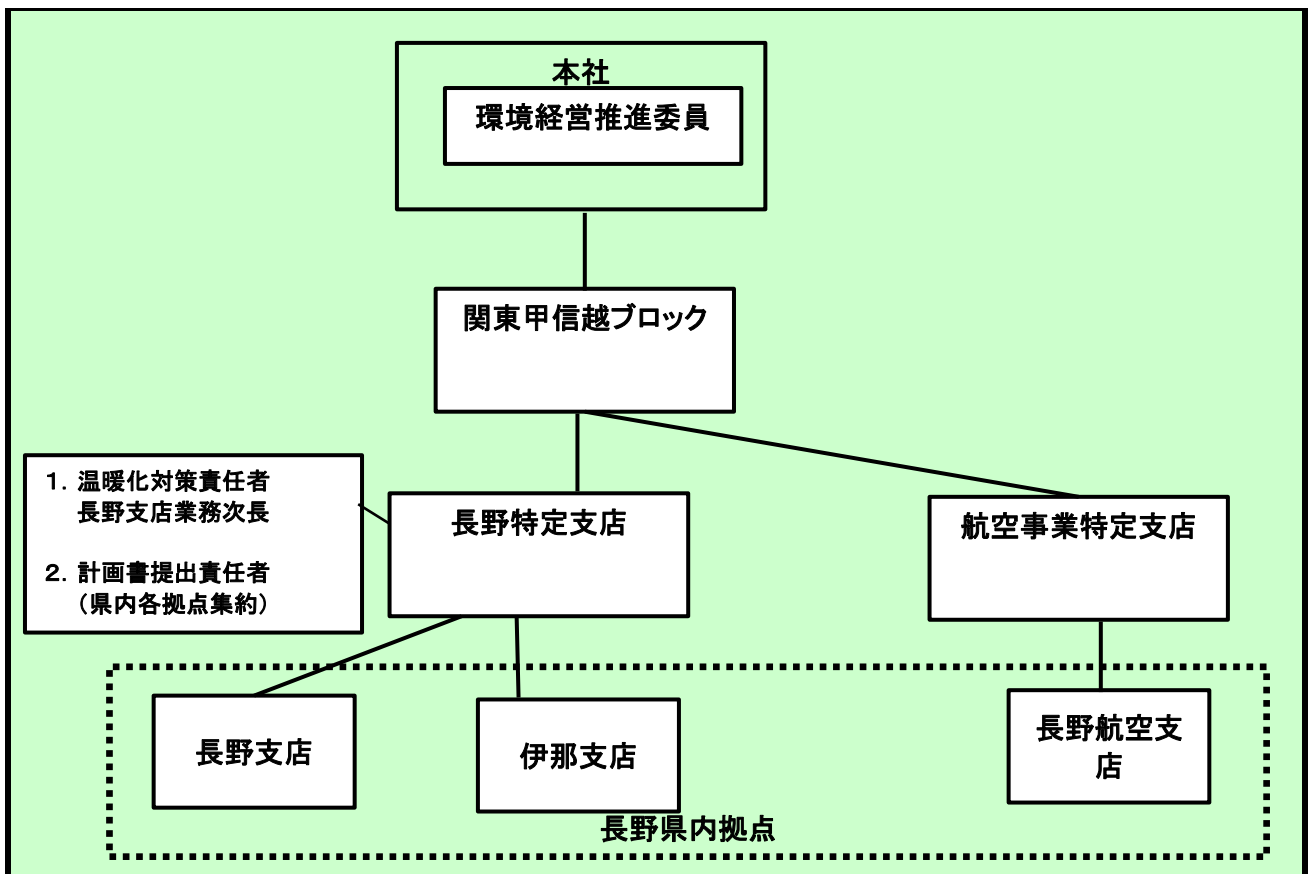 本社
環境経営推進委員
関東甲信越ブロック
1. 温暖化対策責任者
長野支店業務次長
2. 計画書提出責任者
(県内各拠点集約)
長野特定支店
航空事業特定支店
長野支店
伊那支店
長野航空支
店
長野県内拠点